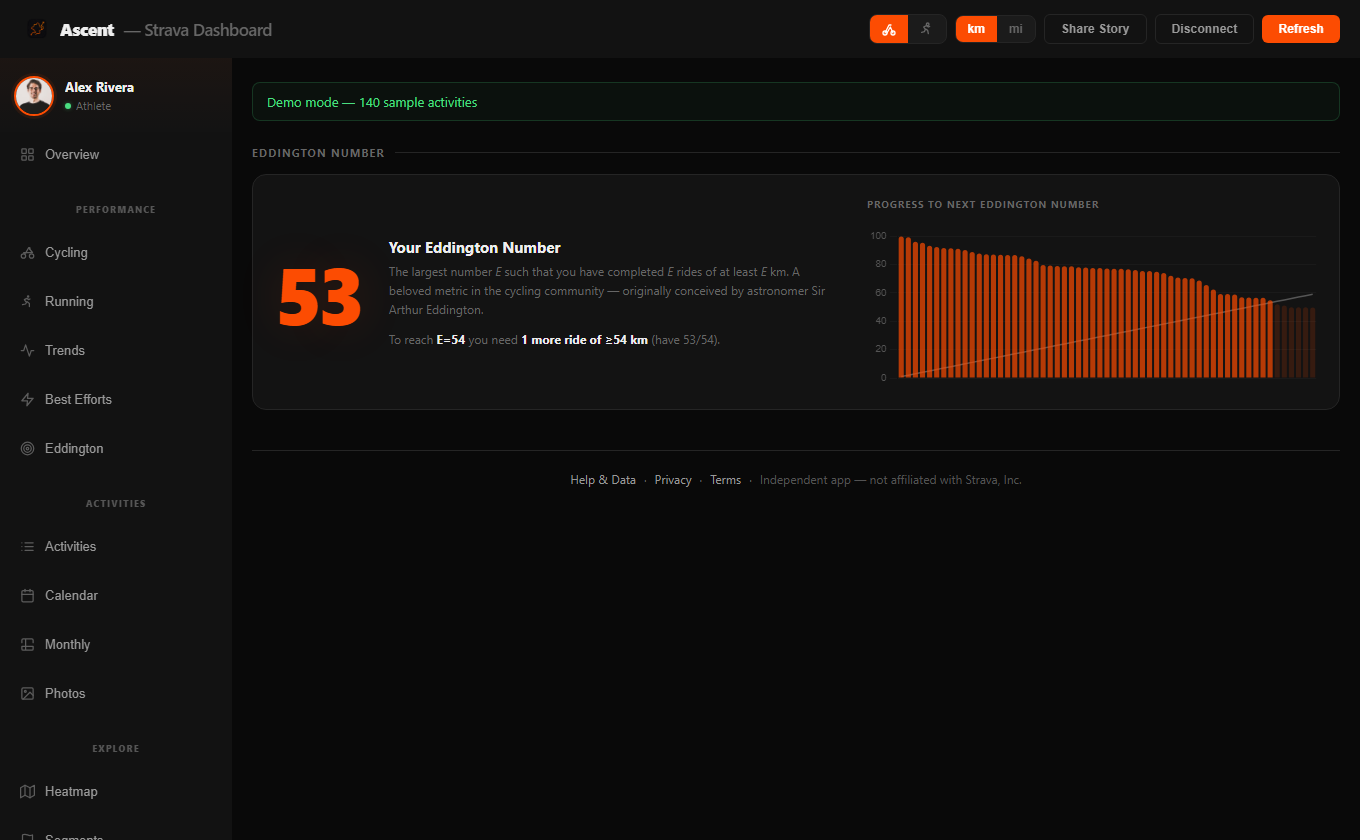 Ascent — Strava Dashboard
km mi Share Story Disconnect Refresh
Alex Rivera
Athlete
Overview
PERFORMANCE
Cycling
Running
Trends
Best Efforts
Eddington
ACTIVITIES
Activities
Calendar
Monthly
Photos
EXPLORE
Heatmap
Segments
Demo mode — 140 sample activities
EDDINGTON NUMBER
53
Your Eddington Number
The largest number E such that you have completed E rides of at least E km. A
beloved metric in the cycling community — originally conceived by astronomer Sir
Arthur Eddington.
To reach E=54 you need 1 more ride of ≥54 km (have 53/54).
PROGRESS TO NEXT EDDINGTON NUMBER
100
80
60
40
20
0
Help & Data · Privacy · Terms · Independent app — not affiliated with Strava, Inc.